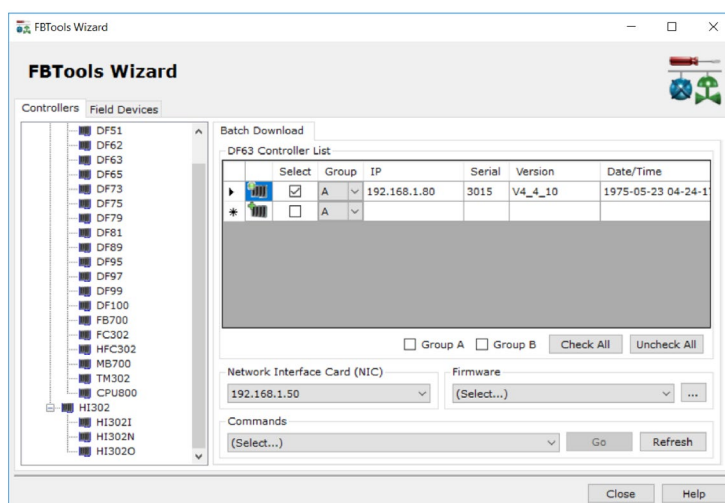 FBTools Wizard
FBTools Wizard
Controllers Field Devices
DF51
DF62
DF63
DF65
DF73
DF75
DF79
DF81
DF89
DF95
DF97
DF99
DF100
FB700
FC302
HFC302
MB700
TM302
CPU800
HI302
HI302I
HI302N
HI302O
Batch Download
DF63 Controller List
Select Group IP Serial Version Date/Time
A 192.168.1.80 3015 V4_4_10 1975-05-23 04-24-1
A
Group A Group B Check All Uncheck All
Network Interface Card (NIC) Firmware
192.168.1.50 (Select...) ...
Commands
(Select...) Go Refresh
Close Help